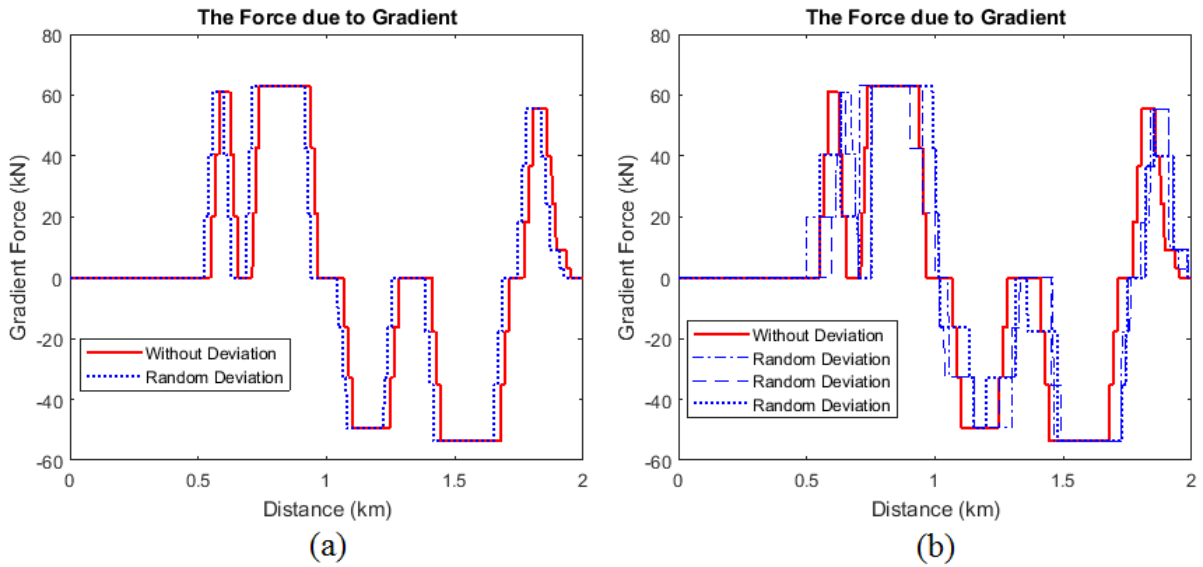 The Force due to Gradient
80
60
40
20
0
-20
-40
-60
Gradient Force (kN)
Without Deviation
Random Deviation
0
0.5
1
1.5
2
Distance (km)
(a)
The Force due to Gradient
80
60
40
20
0
-20
-40
-60
Gradient Force (kN)
Without Deviation
Random Deviation
Random Deviation
Random Deviation
0
0.5
1
1.5
2
Distance (km)
(b)